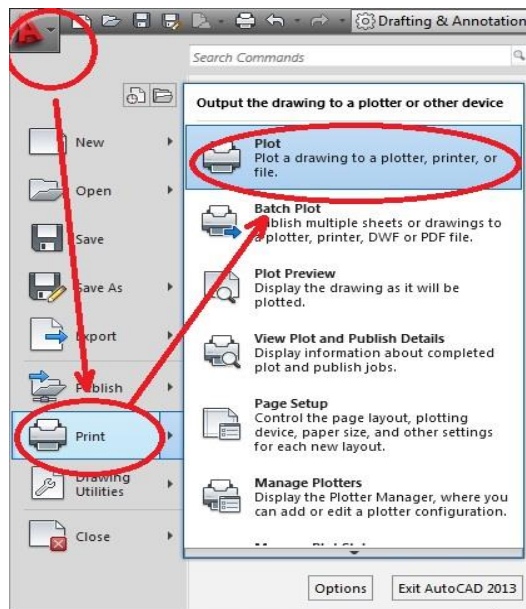 Drafting & Annotation
Search Commands
Output the drawing to a plotter or other device
New
Open
Save
Save As
Export
Publish
Print
Drawing
Utilities
Close
Plot
Plot a drawing to a plotter, printer, or
file.
Batch Plot
Publish multiple sheets or drawings to
a plotter, printer, DWF or PDF file.
Plot Preview
Display the drawing as it will be
plotted.
View Plot and Publish Details
Display information about completed
plot and publish jobs.
Page Setup
Control the page layout, plotting
device, paper size, and other settings
for each new layout.
Manage Plotters
Display the Plotter Manager, where you
can add or edit a plotter configuration.
Options
Exit AutoCAD 2013